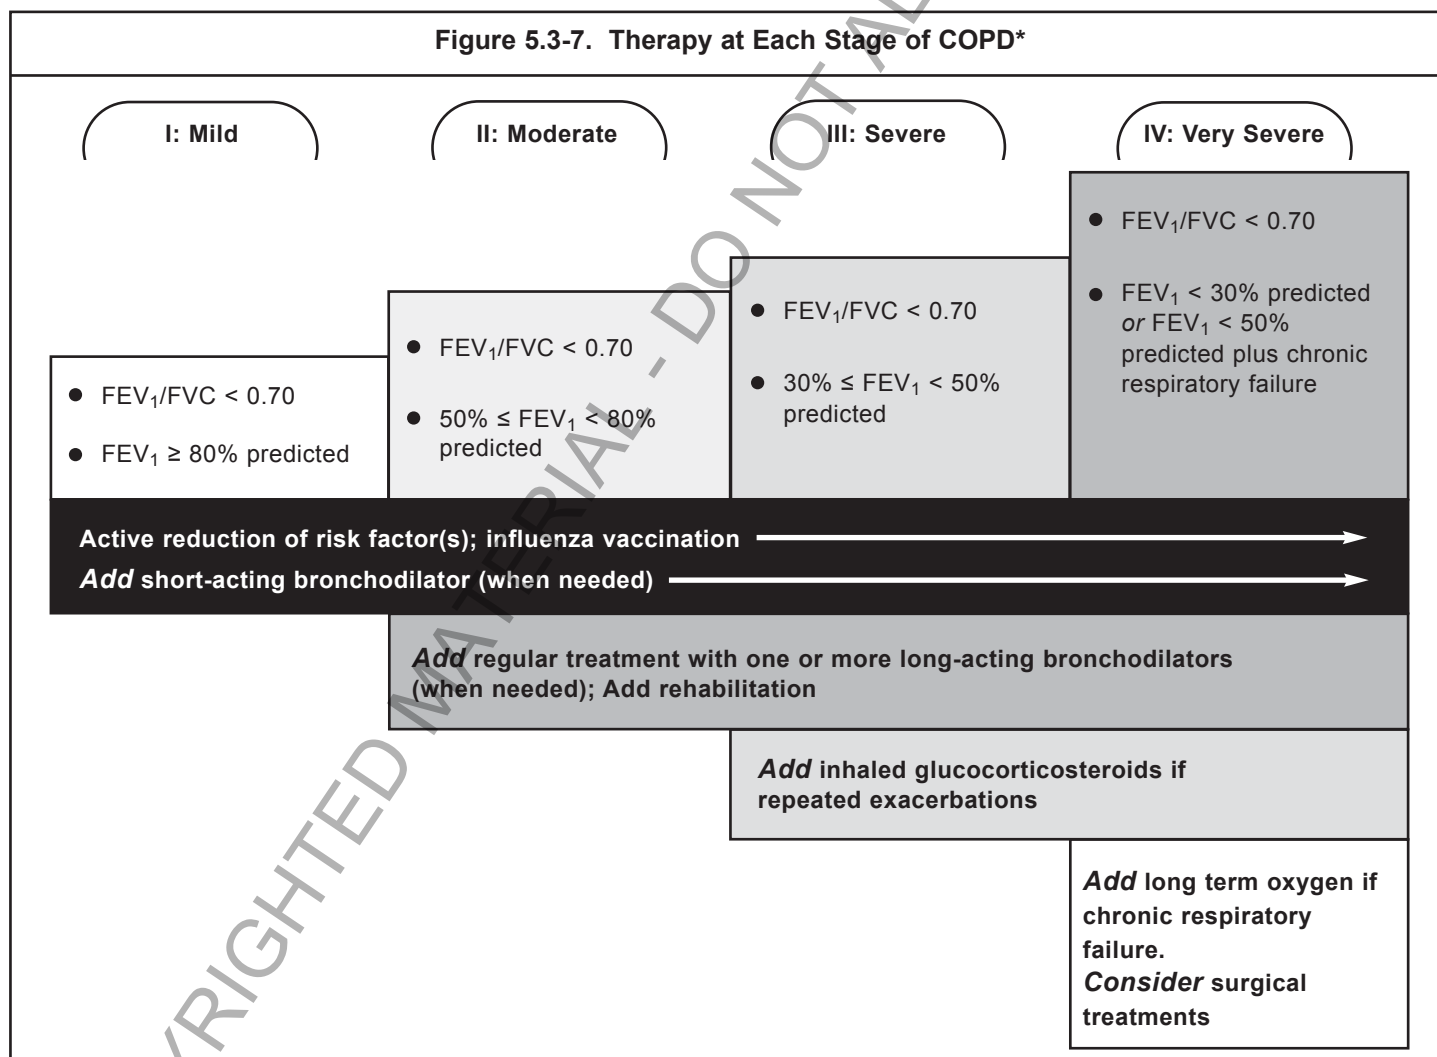 Figure 5.3-7. Therapy at Each Stage of COPD*
I: Mild
II: Moderate
III: Severe
IV: Very Severe
● FEV₁/FVC < 0.70
● FEV₁ ≥ 80% predicted
● FEV₁/FVC < 0.70
● 50% ≤ FEV₁ < 80%
predicted
● FEV₁/FVC < 0.70
● 30% ≤ FEV₁ < 50%
predicted
● FEV₁/FVC < 0.70
● FEV₁ < 30% predicted
or FEV₁ < 50%
predicted plus chronic
respiratory failure
Active reduction of risk factor(s); influenza vaccination
Add short-acting bronchodilator (when needed)
Add regular treatment with one or more long-acting bronchodilators
(when needed); Add rehabilitation
Add inhaled glucocorticosteroids if
repeated exacerbations
Add long term oxygen if
chronic respiratory
failure.
Consider surgical
treatments
YRIGHTED MATERIAL - DO NOT AL